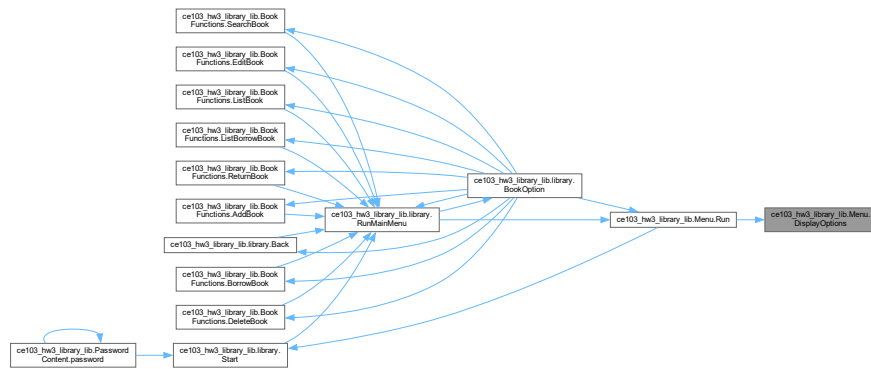 ce103_hw3_library_lib.Book
Functions.SearchBook
ce103_hw3_library_lib.Book
Functions.EditBook
ce103_hw3_library_lib.Book
Functions.ListBook
ce103_hw3_library_lib.Book
Functions.ListBorrowBook
ce103_hw3_library_lib.Book
Functions.ReturnBook
ce103_hw3_library_lib.Book
Functions.AddBook
ce103_hw3_library_lib.library.Back
ce103_hw3_library_lib.Book
Functions.BorrowBook
ce103_hw3_library_lib.Book
Functions.DeleteBook
ce103_hw3_library_lib.Password
Content.password
ce103_hw3_library_lib.library.
Start
ce103_hw3_library_lib.library.
RunMainMenu
ce103_hw3_library_lib.library.
BookOption
ce103_hw3_library_lib.Menu.Run
ce103_hw3_library_lib.Menu.
DisplayOptions